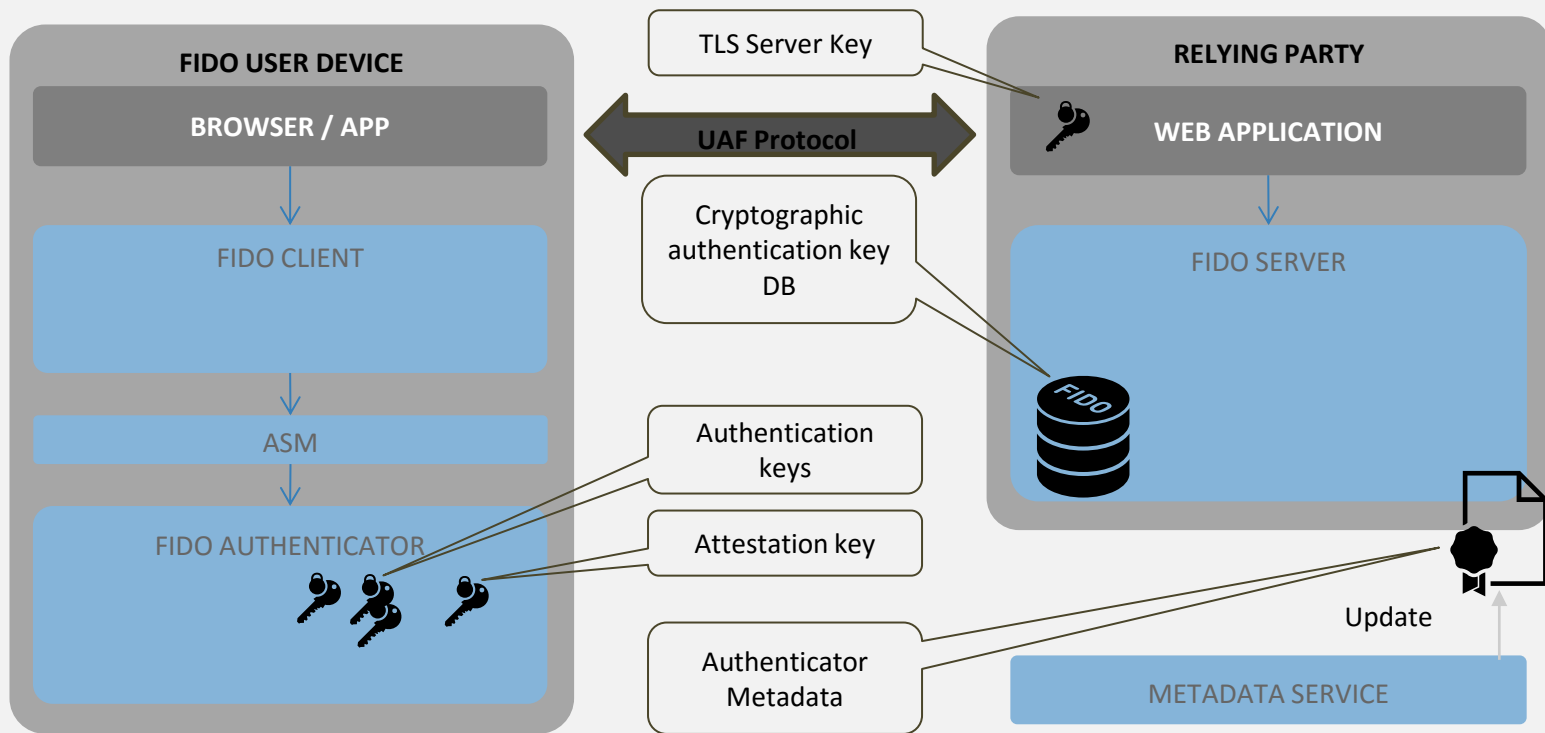 FIDO USER DEVICE
BROWSER / APP
FIDO CLIENT
ASM
FIDO AUTHENTICATOR
TLS Server Key
UAF Protocol
Cryptographic
authentication key
DB
Authentication
keys
Attestation key
Authenticator
Metadata
RELYING PARTY
WEB APPLICATION
FIDO SERVER
FIDO
Update
METADATA SERVICE